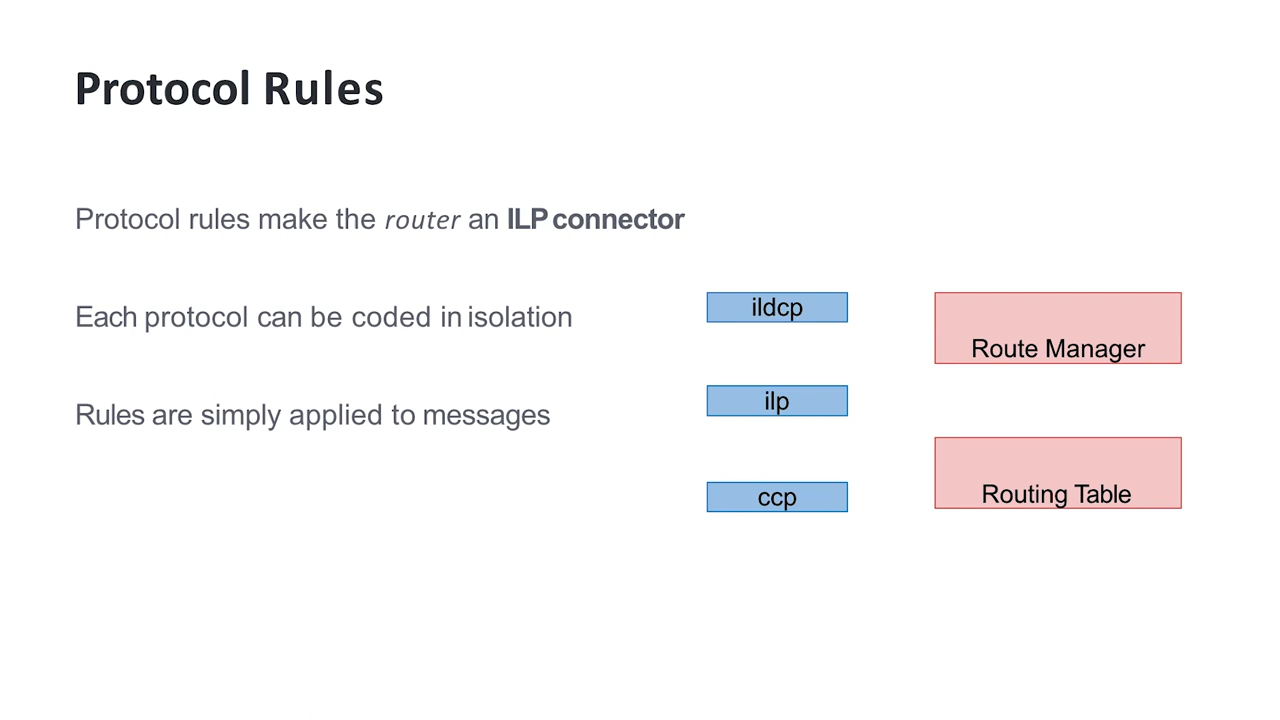 Protocol Rules
Protocol rules make the router an ILP connector
Each protocol can be coded in isolation
Rules are simply applied to messages
ildcp
Route Manager
ilp
Routing Table
ccp